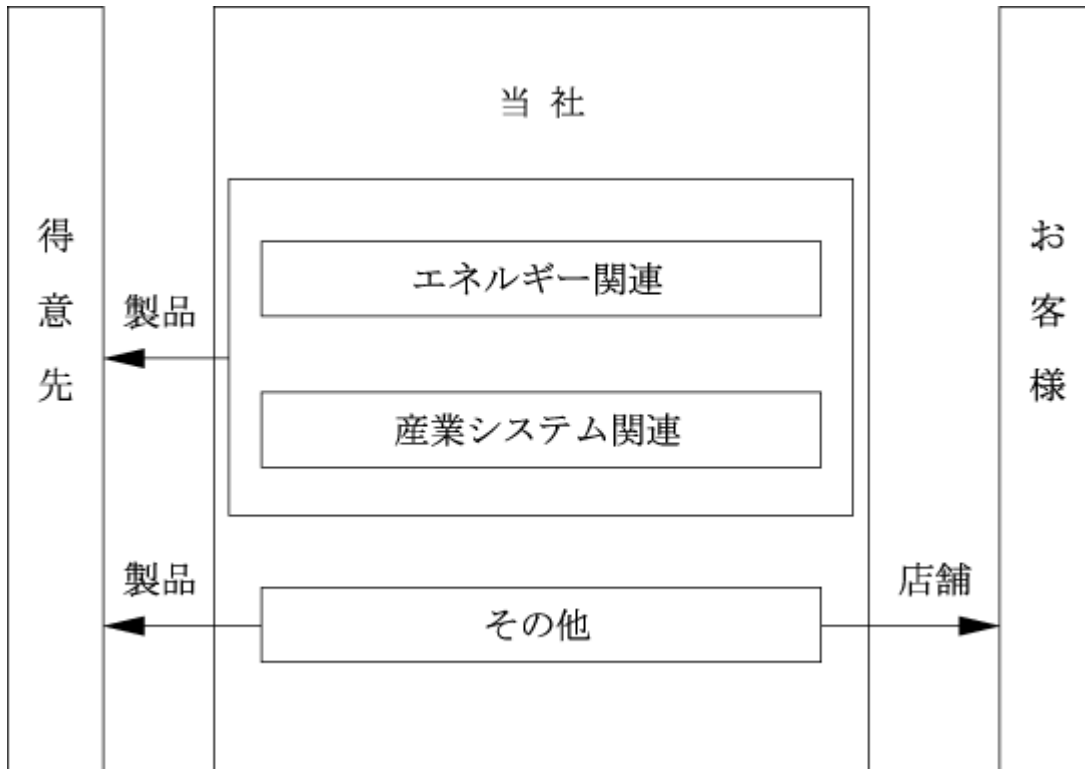 当 社
得意先
製品
エネルギー関連
産業システム関連
お客様
製品
その他
店舗